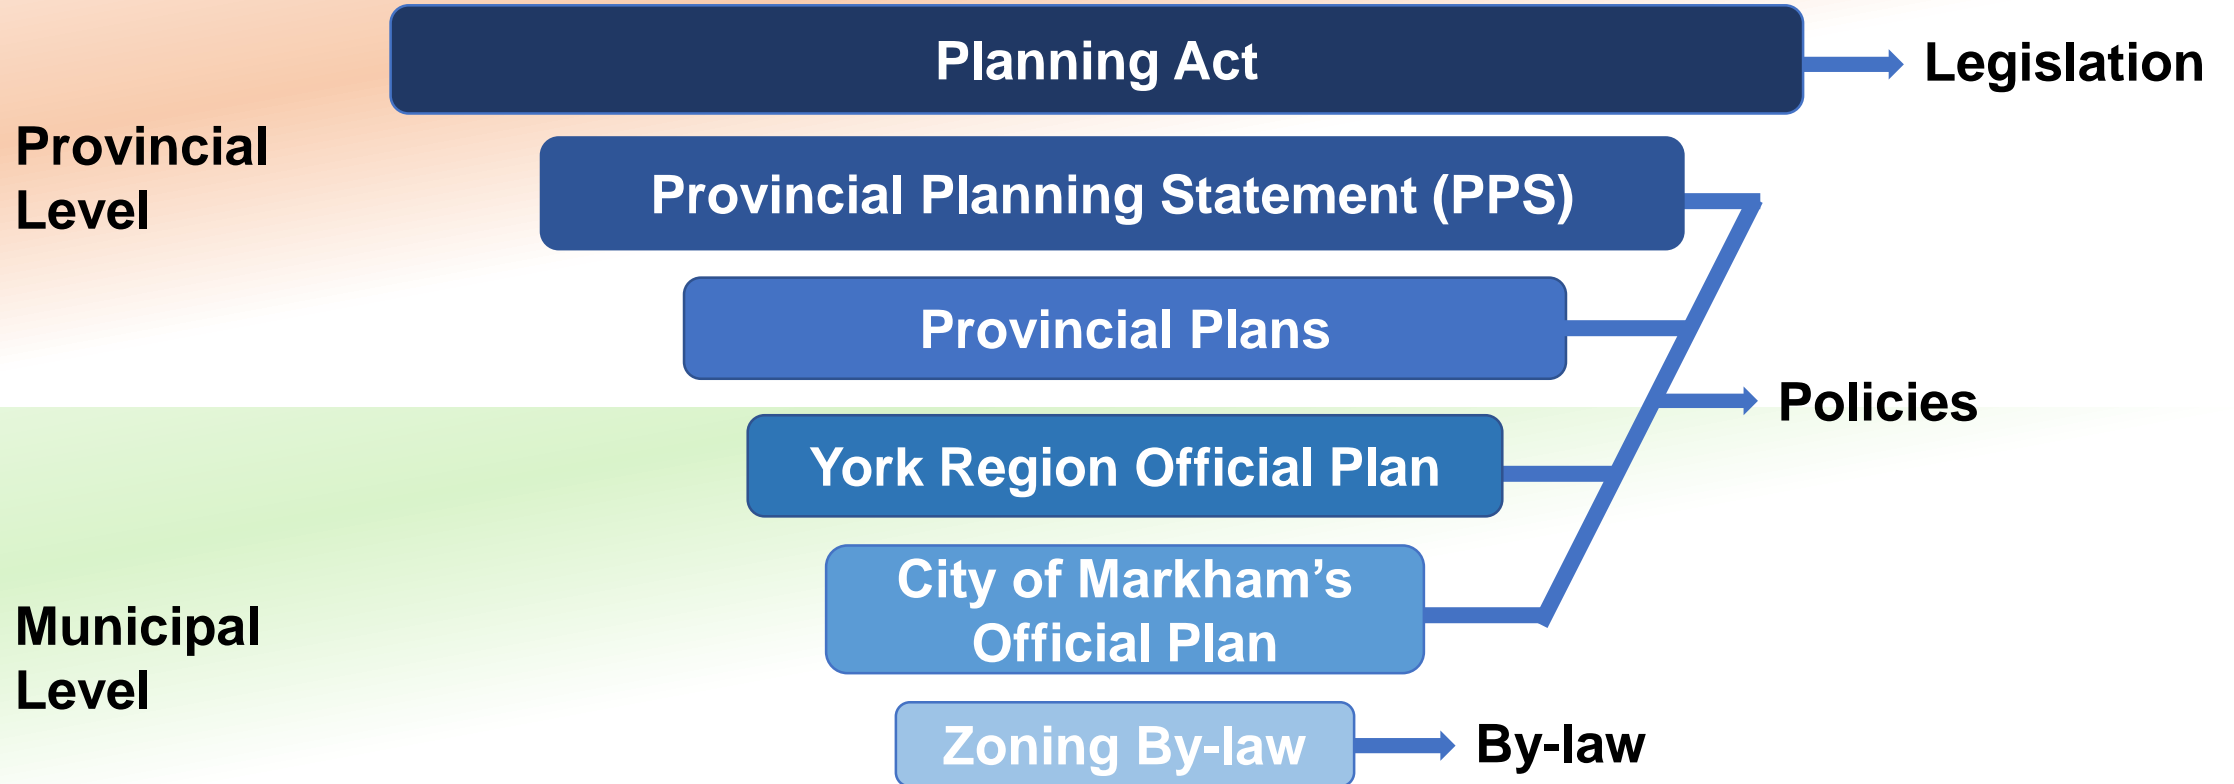 Planning Act
Legislation
Provincial
Level
Provincial Planning Statement (PPS)
Provincial Plans
Policies
York Region Official Plan
City of Markham’s
Official Plan
Municipal
Level
Zoning By-law
By-law